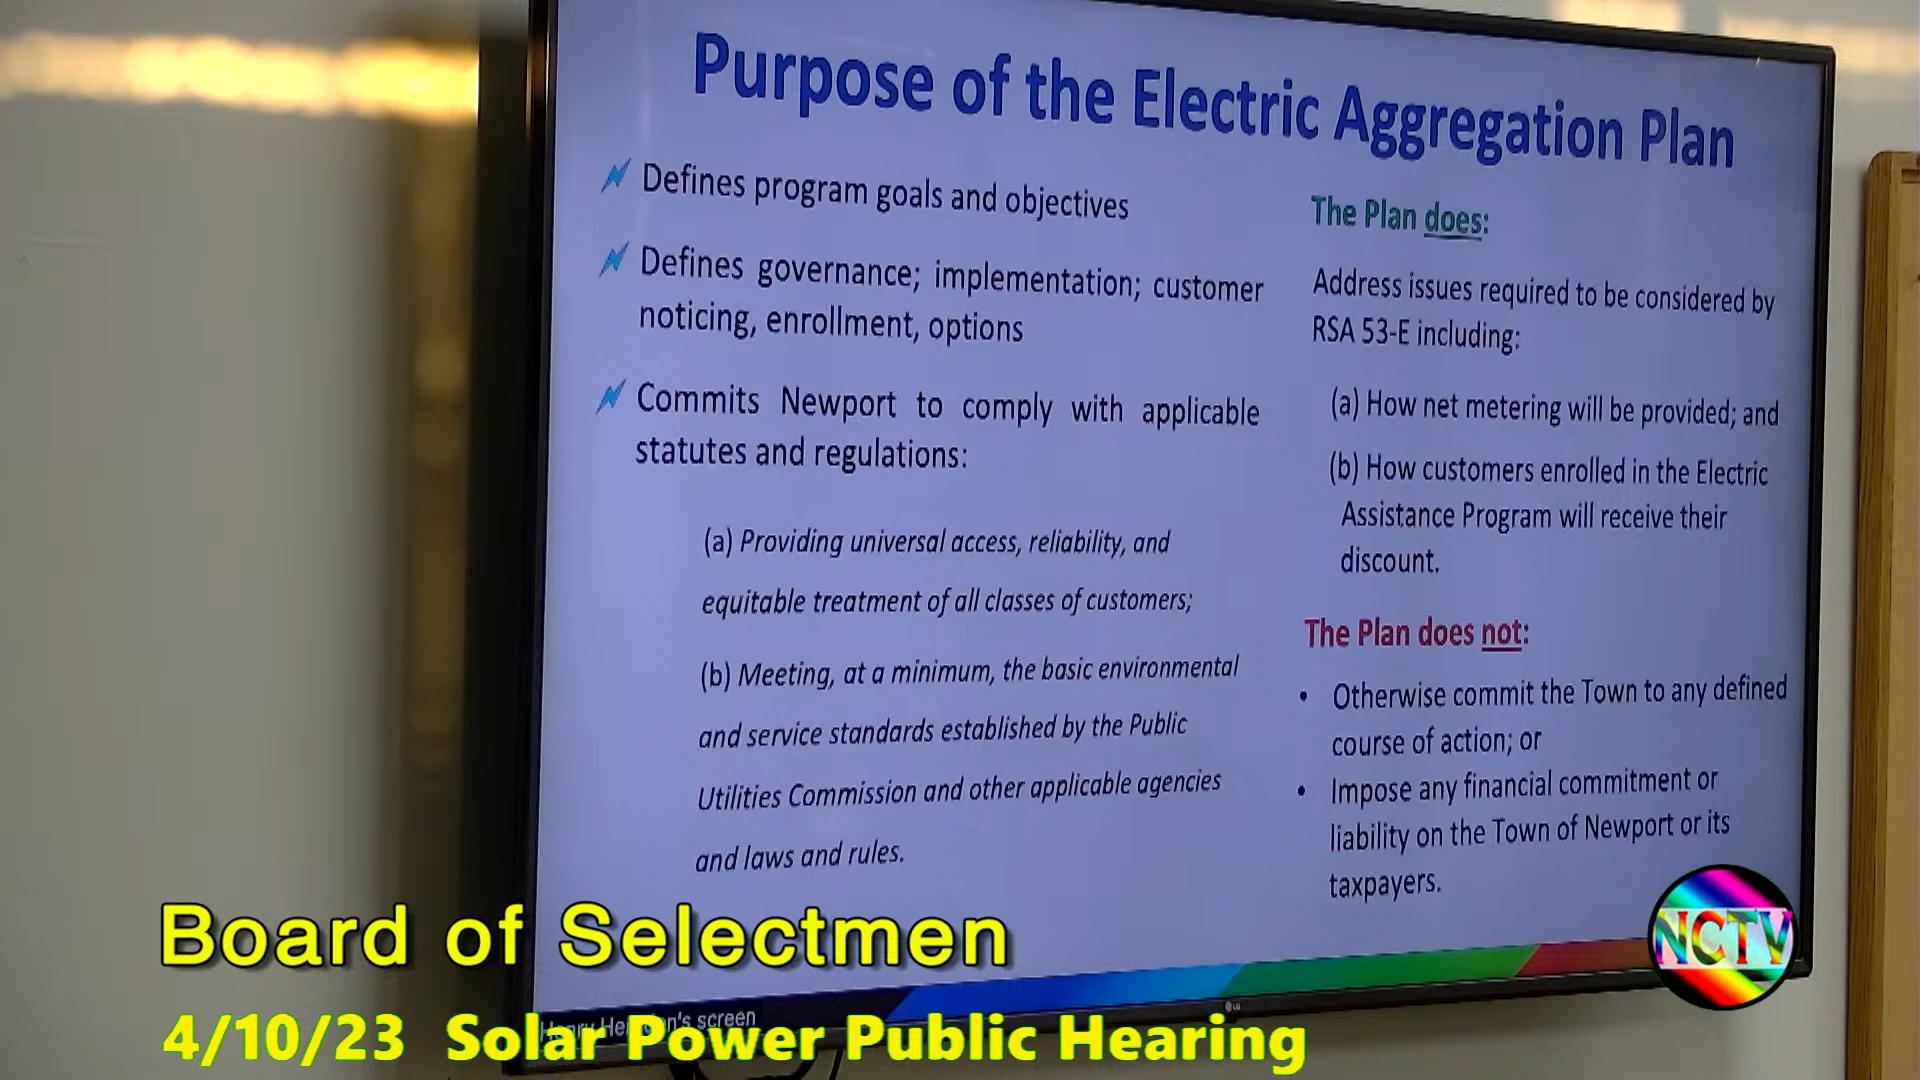 Purpose of the Electric Aggregation Plan
Defines program goals and objectives
Defines governance; implementation; customer
noticing, enrollment, options
Commits Newport to comply with applicable
statutes and regulations:
(a) Providing universal access, reliability, and
equitable treatment of all classes of customers;
(b) Meeting, at a minimum, the basic environmental
and service standards established by the Public
Utilities Commission and other applicable agencies
and laws and rules.
The Plan does:
Address issues required to be considered by
RSA 53-E including:
(a) How net metering will be provided; and
(b) How customers enrolled in the Electric
Assistance Program will receive their
discount.
The Plan does not:
• Otherwise commit the Town to any defined
course of action; or
• Impose any financial commitment or
liability on the Town of Newport or its
taxpayers.
NCTV
LG
screen
Board of Selectmen
4/10/23 Solar Power Public Hearing